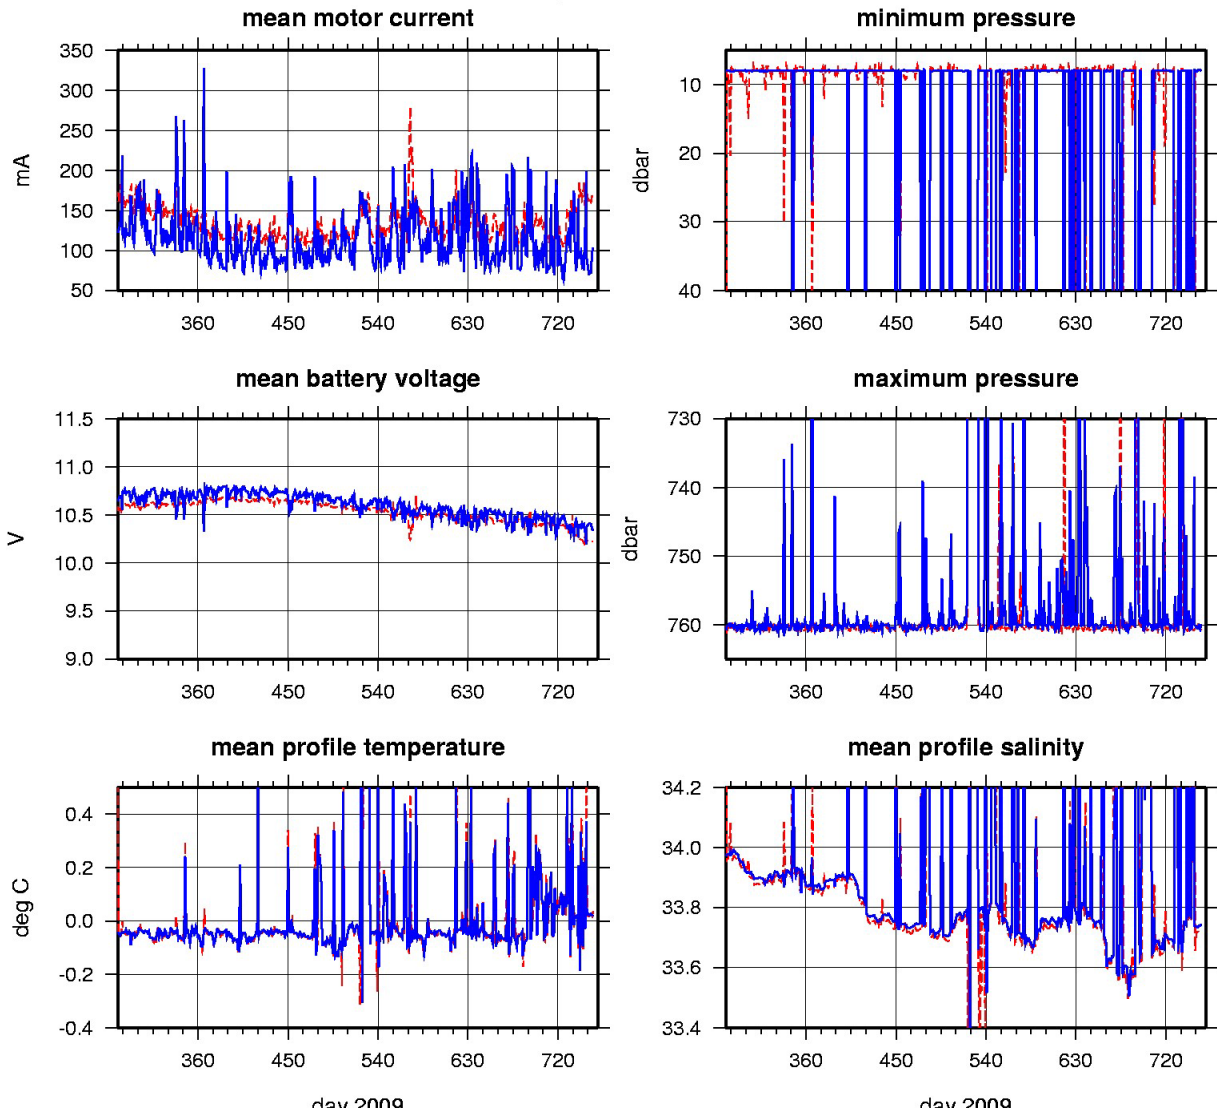 mean motor current
350
300
250
200
150
100
50
mA
360 450 540 630 720
minimum pressure
10
20
30
40
dbar
360 450 540 630 720
mean battery voltage
11.5
11.0
10.5
10.0
9.5
9.0
V
360 450 540 630 720
maximum pressure
730
740
750
760
dbar
360 450 540 630 720
mean profile temperature
0.4
0.2
0.0
-0.2
-0.4
deg C
360 450 540 630 720
day 2009
mean profile salinity
34.2
34.0
33.8
33.6
33.4
360 450 540 630 720
day 2009